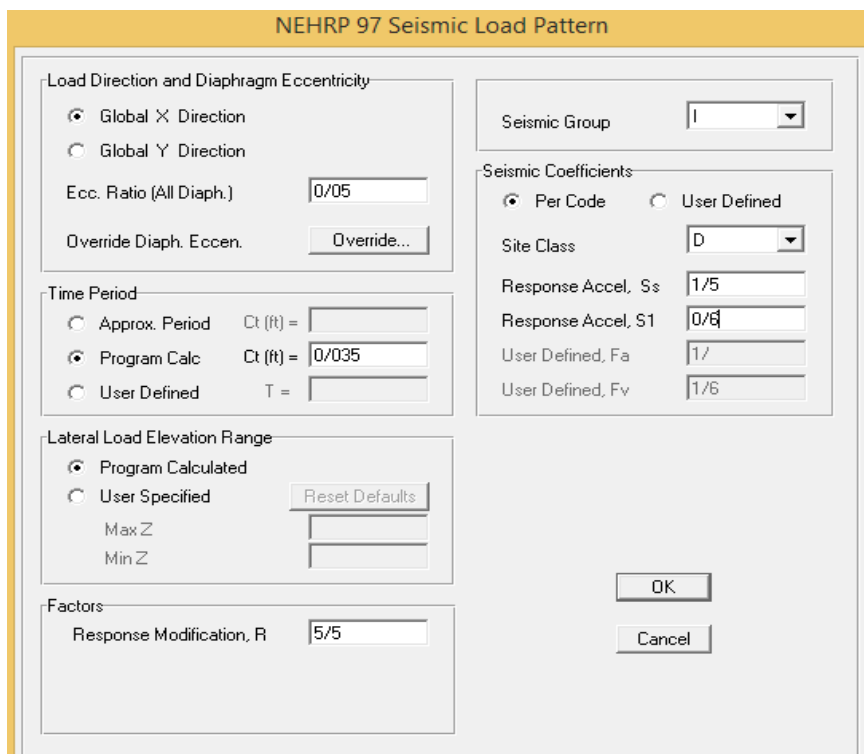 NEHRP 97 Seismic Load Pattern
Load Direction and Diaphragm Eccentricity
Global X Direction
Global Y Direction
Ecc. Ratio (All Diaph.) 0/05
Override Diaph. Eccen. Override...
Time Period
Approx. Period Ct (ft) =
Program Calc Ct (ft) = 0/035
User Defined T =
Lateral Load Elevation Range
Program Calculated
User Specified Reset Defaults
Max Z
Min Z
Factors
Response Modification, R 5/5
Seismic Group I
Seismic Coefficients
Per Code User Defined
Site Class D
Response Accel, Ss 1/5
Response Accel, S1 0/6
User Defined, Fa 1/
User Defined, Fv 1/6
OK
Cancel